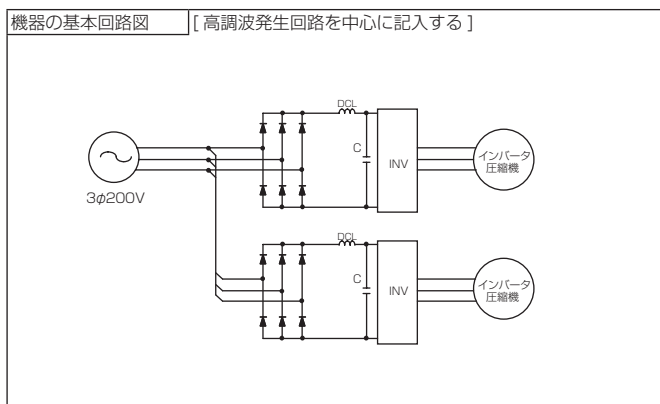 機器の基本回路図
[ 高調波発生回路を中心に記入する ]
DCL
C
INV
インバータ
圧縮機
3φ200V
DCL
C
INV
インバータ
圧縮機